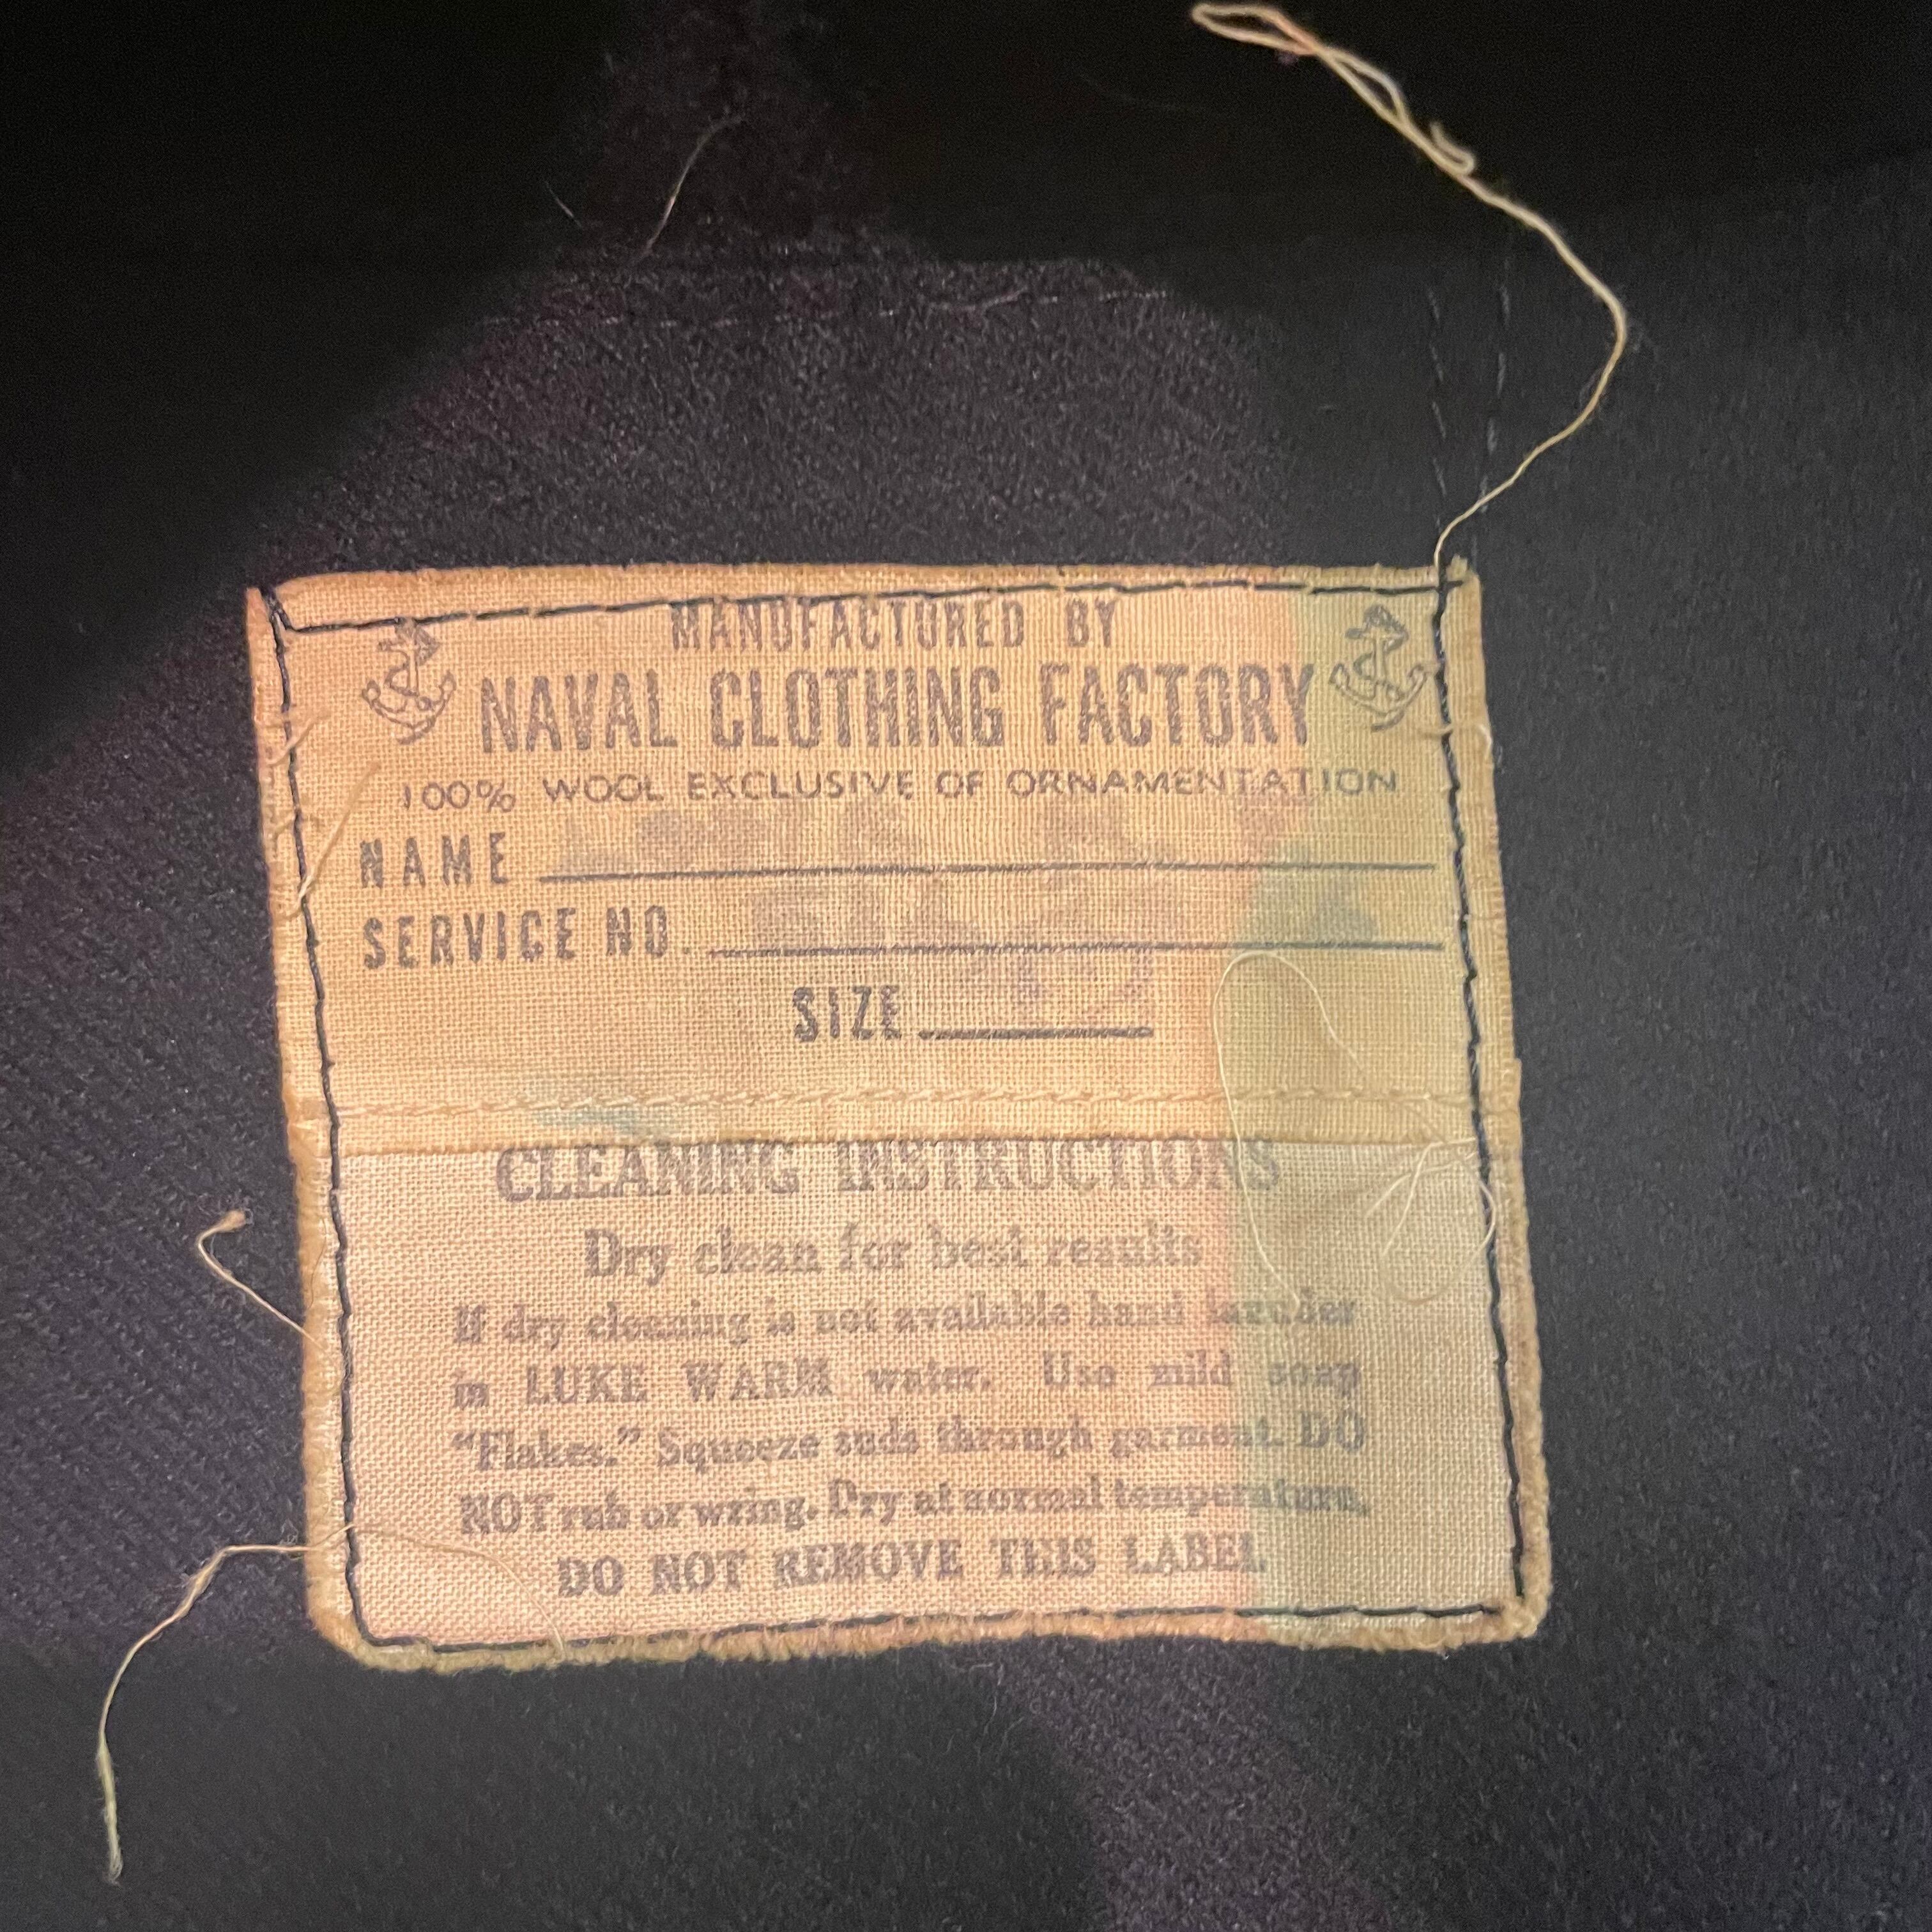 MANUFACTURED BY
NAVAL CLOTHING FACTORY
100% WOOL EXCLUSIVE OF ORNAMENTATION
NAME
SERVICE NO.
SIZE
CLEANING INSTRUCTIONS
Dry clean for best results
If dry cleaning is not available hand launder
in LUKE WARM water. Use mild soap
"Flakes." Squeeze suds through garment. DO
NOT rub or wring. Dry at normal temperature.
DO NOT REMOVE THIS LABEL